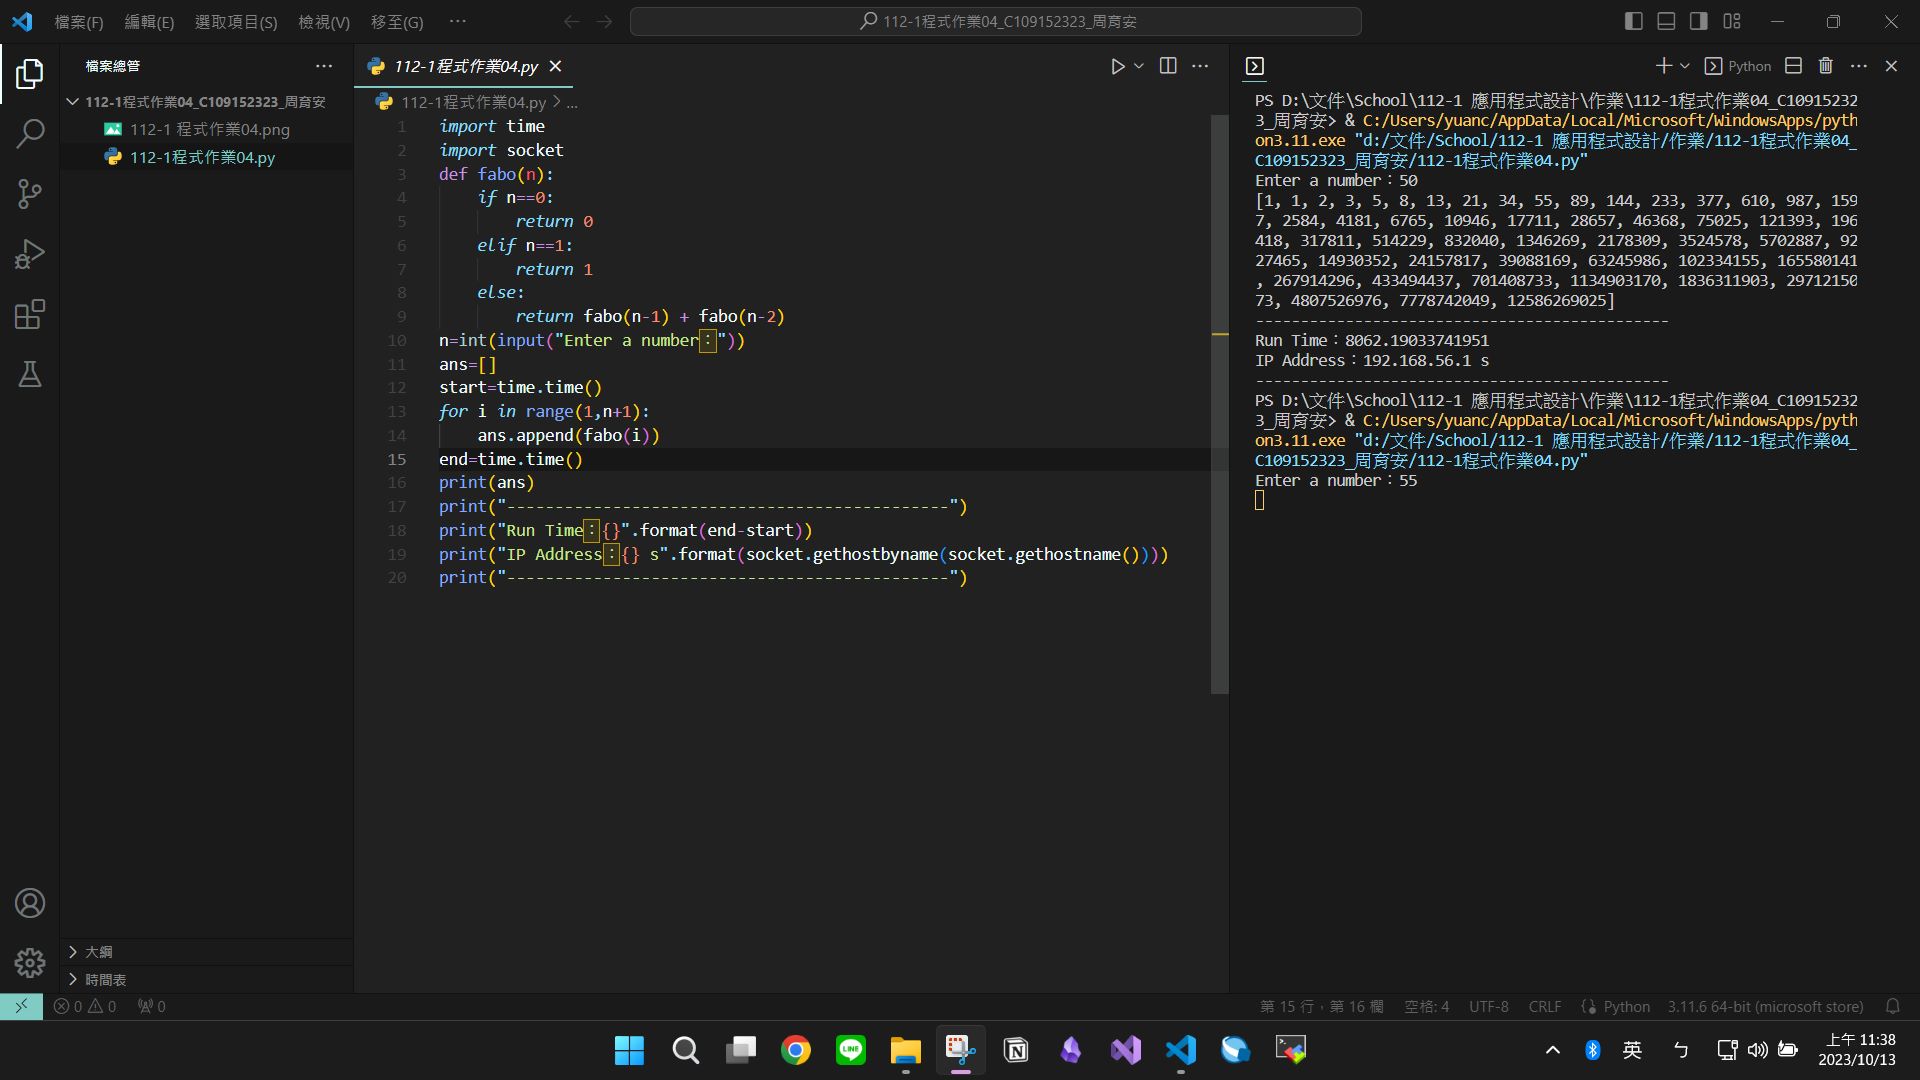 檔案(F) 編輯(E) 選取項目(S) 檢視(V) 移至(G) ··· 112-1程式作業04_C109152323_周育安
檔案總管 ···
112-1程式作業04_C109152323_周育安
112-1 程式作業04.png
112-1程式作業04.py
大綱
時間表
112-1程式作業04.py
112-1程式作業04.py > ...
1 import time
2 import socket
3 def fabo(n):
4     if n==0:
5         return 0
6     elif n==1:
7         return 1
8     else:
9         return fabo(n-1) + fabo(n-2)
10 n=int(input("Enter a number："))
11 ans=[]
12 start=time.time()
13 for i in range(1,n+1):
14     ans.append(fabo(i))
15 end=time.time()
16 print(ans)
17 print("----------------------------------------------")
18 print("Run Time：{}".format(end-start))
19 print("IP Address：{} s".format(socket.gethostbyname(socket.gethostname())))
20 print("----------------------------------------------")
Python
PS D:\文件\School\112-1 應用程式設計\作業\112-1程式作業04_C10915232
3_周育安> & C:/Users/yuanc/AppData/Local/Microsoft/WindowsApps/pyth
on3.11.exe "d:/文件/School/112-1 應用程式設計/作業/112-1程式作業04_
C109152323_周育安/112-1程式作業04.py"
Enter a number：50
[1, 1, 2, 3, 5, 8, 13, 21, 34, 55, 89, 144, 233, 377, 610, 987, 159
7, 2584, 4181, 6765, 10946, 17711, 28657, 46368, 75025, 121393, 196
418, 317811, 514229, 832040, 1346269, 2178309, 3524578, 5702887, 92
27465, 14930352, 24157817, 39088169, 63245986, 102334155, 165580141
, 267914296, 433494437, 701408733, 1134903170, 1836311903, 29712150
73, 4807526976, 7778742049, 12586269025]
----------------------------------------------
Run Time：8062.19033741951
IP Address：192.168.56.1 s
----------------------------------------------
PS D:\文件\School\112-1 應用程式設計\作業\112-1程式作業04_C10915232
3_周育安> & C:/Users/yuanc/AppData/Local/Microsoft/WindowsApps/pyth
on3.11.exe "d:/文件/School/112-1 應用程式設計/作業/112-1程式作業04_
C109152323_周育安/112-1程式作業04.py"
Enter a number：55
0 0 0 第 15 行，第 16 欄 空格: 4 UTF-8 CRLF {} Python 3.11.6 64-bit (microsoft store)
LINE 英 ㄅ 上午 11:38
2023/10/13